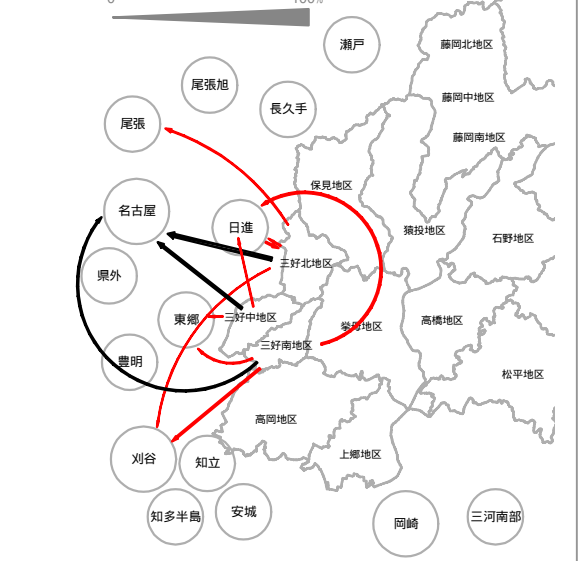 0 100%
瀬戸
藤岡北地区
尾張旭
藤岡中地区
長久手
尾張
藤岡南地区
保見地区
名古屋
日進
猿投地区
石野地区
三好北地区
県外
東郷
三好中地区
挙母地区
高橋地区
三好南地区
豊明
松平地区
高岡地区
刈谷
知立
上郷地区
知多半島
安城
岡崎
三河南部